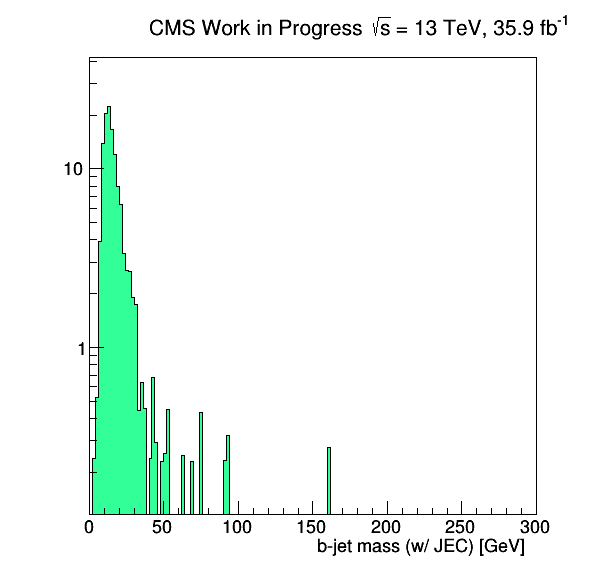 CMS Work in Progress √s = 13 TeV, 35.9 fb⁻¹
10
1
0 50 100 150 200 250 300
b-jet mass (w/ JEC) [GeV]